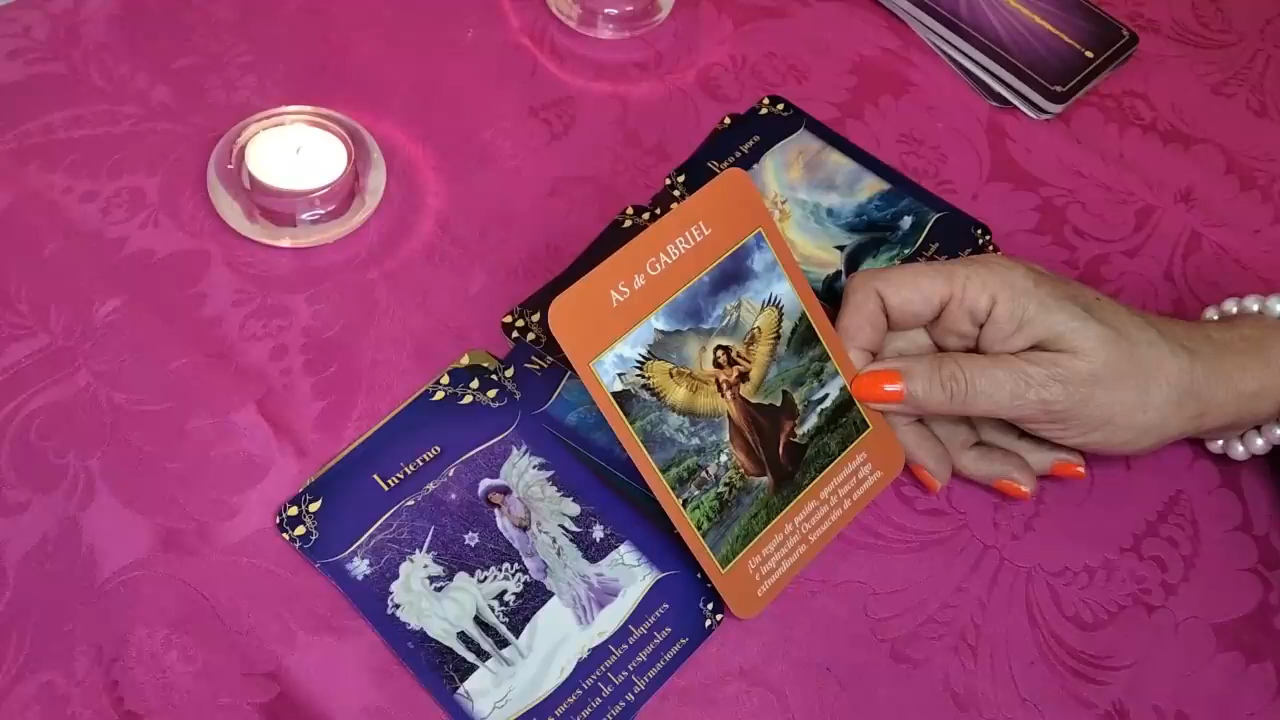 Poco a poco
AS de GABRIEL
¡Un regalo de pasión, oportunidades
e inspiración! Ocasión de hacer algo
extraordinario. Sensación de asombro.
Invierno
meses invernales adquieres
de las respuestas
y afirmaciones.